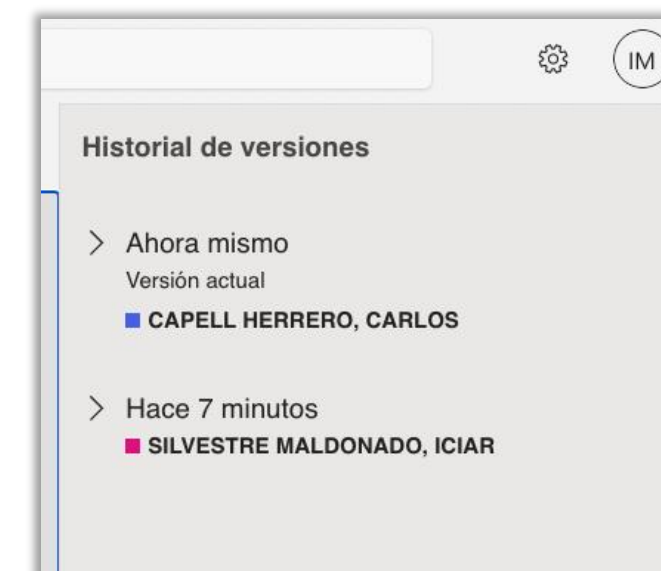 IM
Historial de versiones
Ahora mismo
Versión actual
CAPELL HERRERO, CARLOS
Hace 7 minutos
SILVESTRE MALDONADO, ICIAR